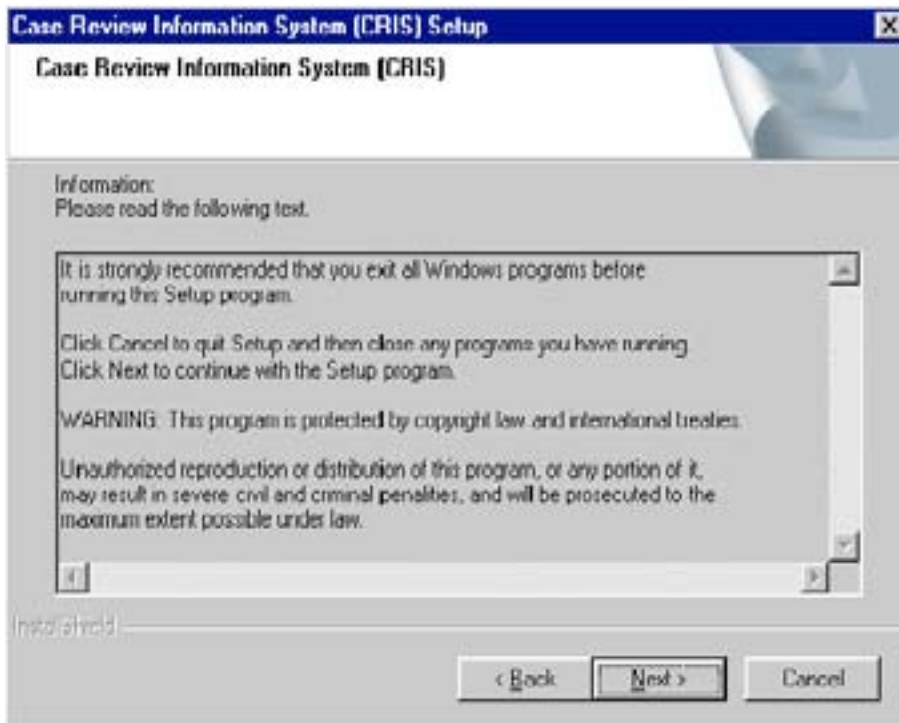 Case Review Information System (CRIS) Setup
Case Review Information System (CRIS)
Information:
Please read the following text.
It is strongly recommended that you exit all Windows programs before
running this Setup program.
Click Cancel to quit Setup and then close any programs you have running.
Click Next to continue with the Setup program.
WARNING: This program is protected by copyright law and international treaties.
Unauthorized reproduction or distribution of this program, or any portion of it,
may result in severe civil and criminal penalties, and will be prosecuted to the
maximum extent possible under law.
InstallShield
< Back
Next >
Cancel